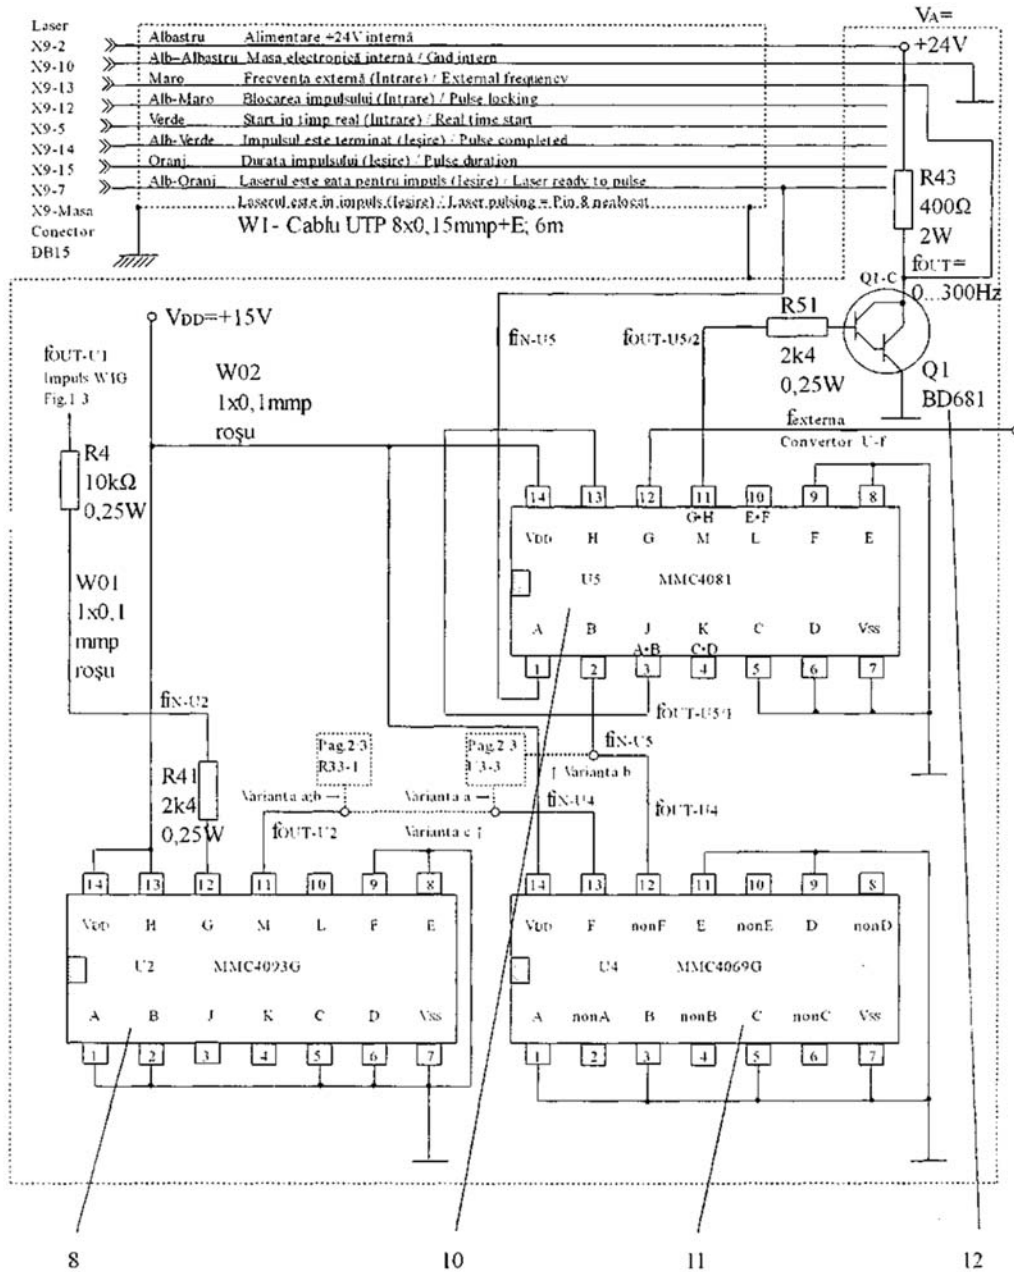 Laser
X9-2 Albastru Alimentare +24V internă
X9-10 Alb-Albastru Masa electronică internă / Gnd intern
X9-13 Maro Frecvența externă (Intrare) / External frequency
X9-12 Alb-Maro Blocarea impulsului (Intrare) / Pulse locking
X9-5 Verde Start in timp real (Intrare) / Real time start
X9-14 Alb-Verde Impulsul este terminat (Ieșire) / Pulse completed
X9-15 Oranj Durata impulsului (Ieșire) / Pulse duration
X9-7 Alb-Oranj Laserul este gata pentru impuls (Ieșire) / Laser ready to pulse
X9-Masa Laserul este in impuls (Ieșire) / Laser pulsing = Pin 8 nealocat
Conector
DB15
W1- Cablu UTP 8x0,15mmp+E; 6m
VA=
+24V
R43
400Ω
2W
fOUT=
0...300Hz
Q1-C
R51
2k4
0,25W
Q1
BD681
VDD=+15V
fOUT-U1
Impuls WIG
Fig.1 3
W02
1x0,1mmp
roșu
fIN-U5
fOUT-U5/2
fexterna
Convertor U-f
R4
10kΩ
0,25W
W01
1x0,1
mmp
roșu
14 13 12 11 10 9 8
G•H E•F
VDD H G M L F E
U5 MMC4081
A B J K C D VSS
A•B C•D
1 2 3 4 5 6 7
fIN-U2
fOUT-U5/1
fIN-U5
Pag.2 3
R33-1
Pag.2 3
U3-3
↑ Varianta b
R41
2k4
0,25W
Varianta a;b →
Varianta a →
fIN-U4
fOUT-U4
fOUT-U2
Varianta c ↑
14 13 12 11 10 9 8
VDD H G M L F E
U2 MMC4093G
A B J K C D VSS
1 2 3 4 5 6 7
14 13 12 11 10 9 8
VDD F nonF E nonE D nonD
U4 MMC4069G
A nonA B nonB C nonC VSS
1 2 3 4 5 6 7
8 10 11 12